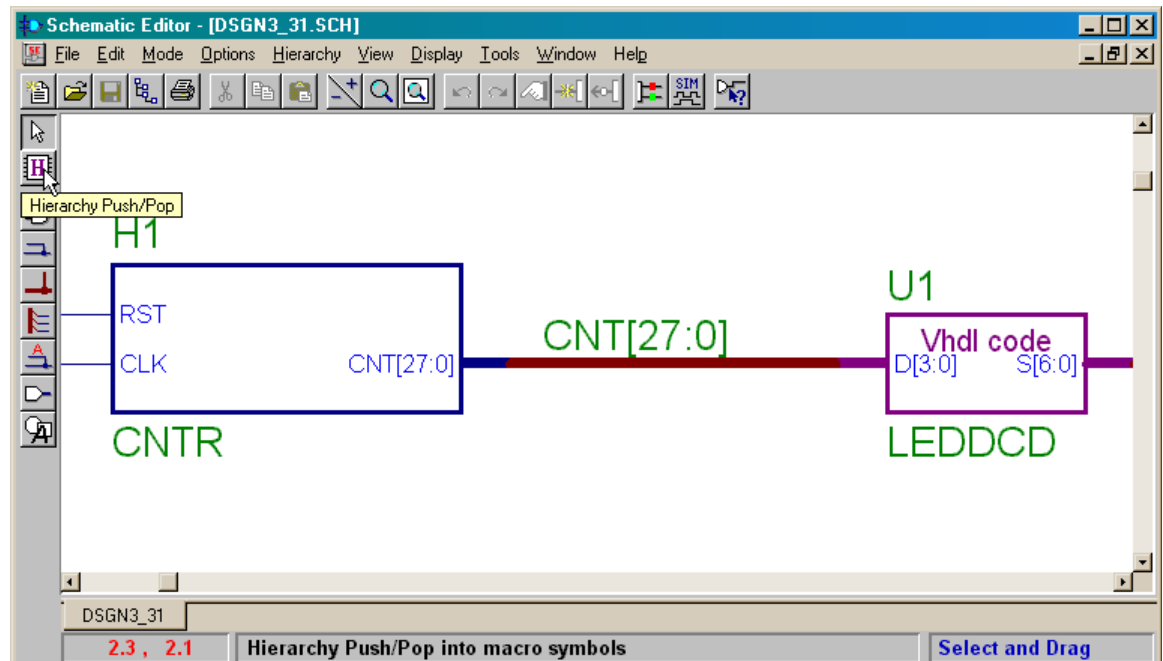 Schematic Editor - [DSGN3_31.SCH]
File Edit Mode Options Hierarchy View Display Tools Window Help
SIM
H
Hierarchy Push/Pop
H1
RST
CLK
CNT[27:0]
CNTR
CNT[27:0]
U1
Vhdl code
D[3:0] S[6:0]
LEDDCD
A
A
DSGN3_31
2.3 , 2.1 Hierarchy Push/Pop into macro symbols Select and Drag